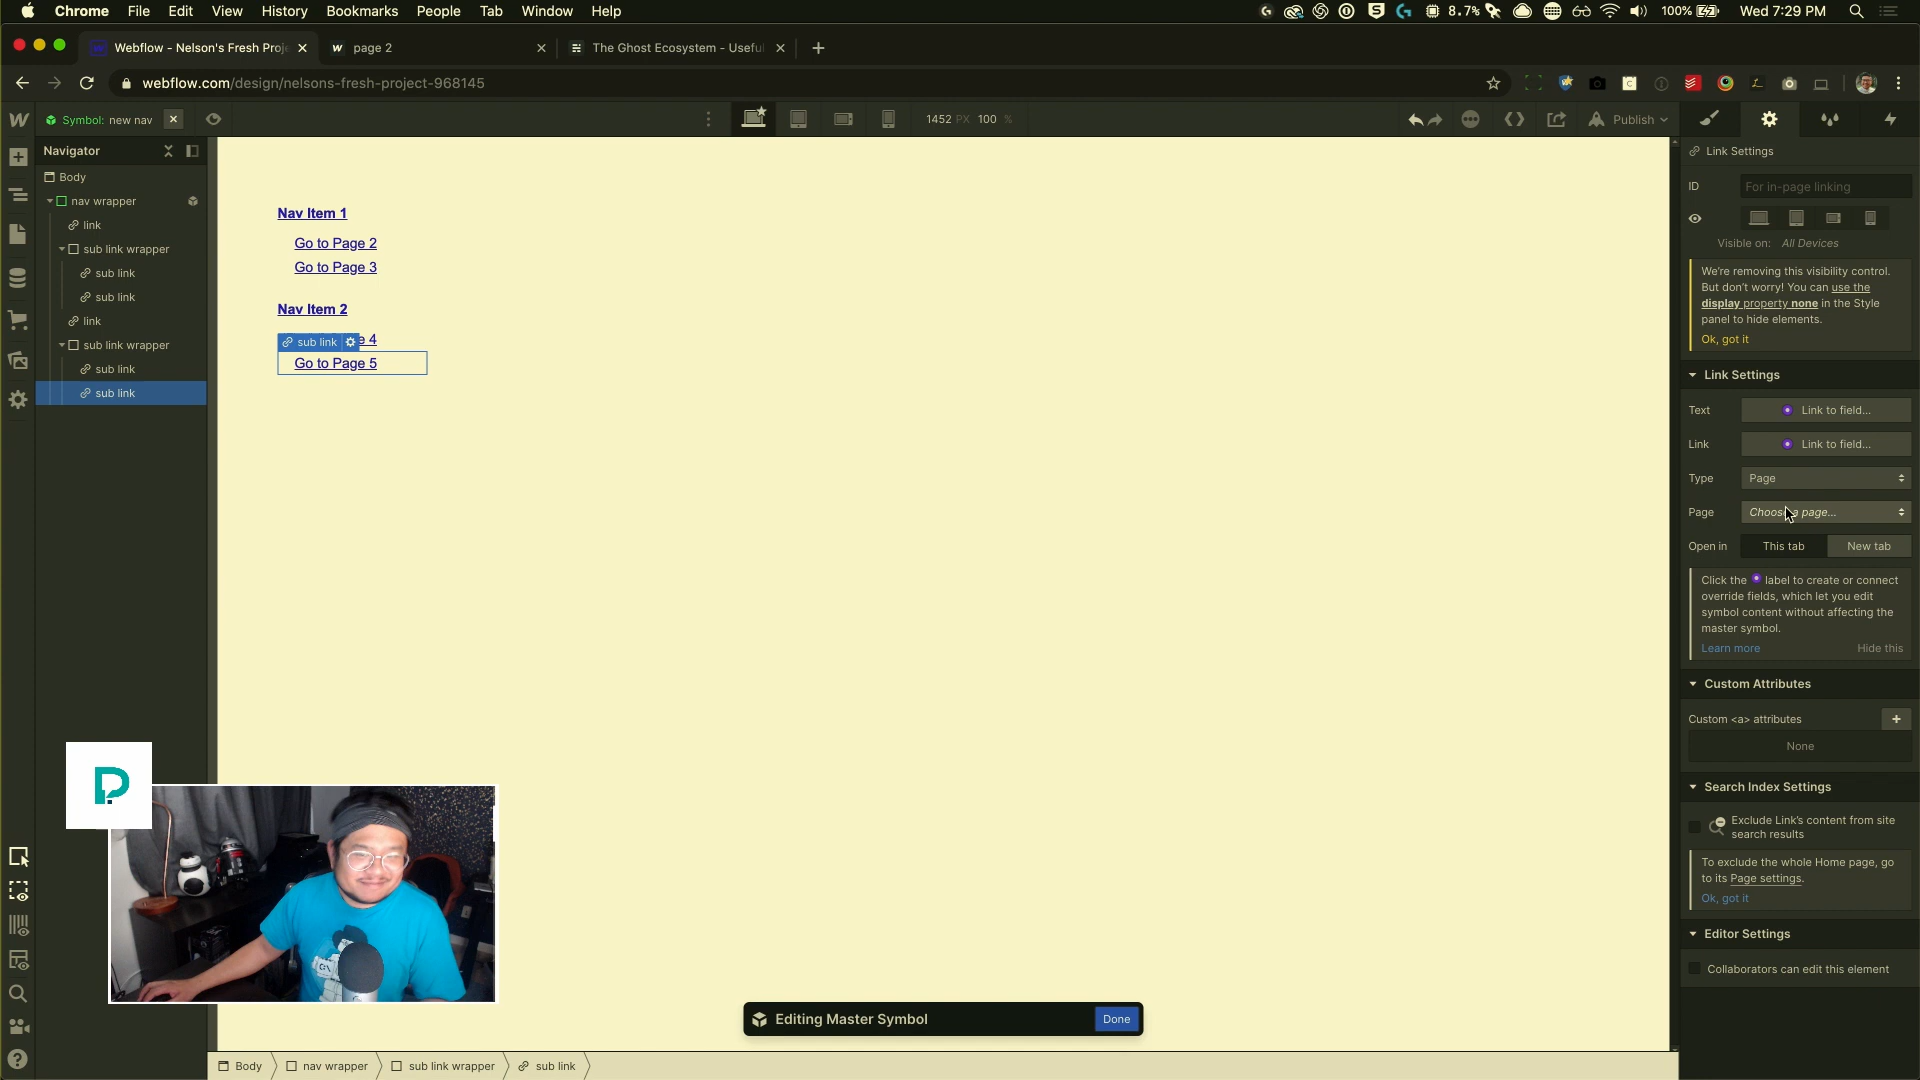 Chrome File Edit View History Bookmarks People Tab Window Help
8.7% 100% Wed 7:29 PM
Webflow - Nelson's Fresh Proj
page 2
The Ghost Ecosystem - Useful
webflow.com/design/nelsons-fresh-project-968145
Symbol: new nav
1452 PX 100 %
Publish
Navigator
Body
nav wrapper
link
sub link wrapper
sub link
sub link
link
sub link wrapper
sub link
sub link
Nav Item 1
Go to Page 2
Go to Page 3
Nav Item 2
sub link
e 4
Go to Page 5
Editing Master Symbol
Done
Body
nav wrapper
sub link wrapper
sub link
Link Settings
ID
For in-page linking
Visible on: All Devices
We're removing this visibility control.
But don't worry! You can use the
display property none in the Style
panel to hide elements.
Ok, got it
Link Settings
Text
Link to field...
Link
Link to field...
Type
Page
Page
Choose a page...
Open in
This tab
New tab
Click the label to create or connect
override fields, which let you edit
symbol content without affecting the
master symbol.
Learn more
Hide this
Custom Attributes
Custom <a> attributes
None
Search Index Settings
Exclude Link's content from site
search results
To exclude the whole Home page, go
to its Page settings.
Ok, got it
Editor Settings
Collaborators can edit this element